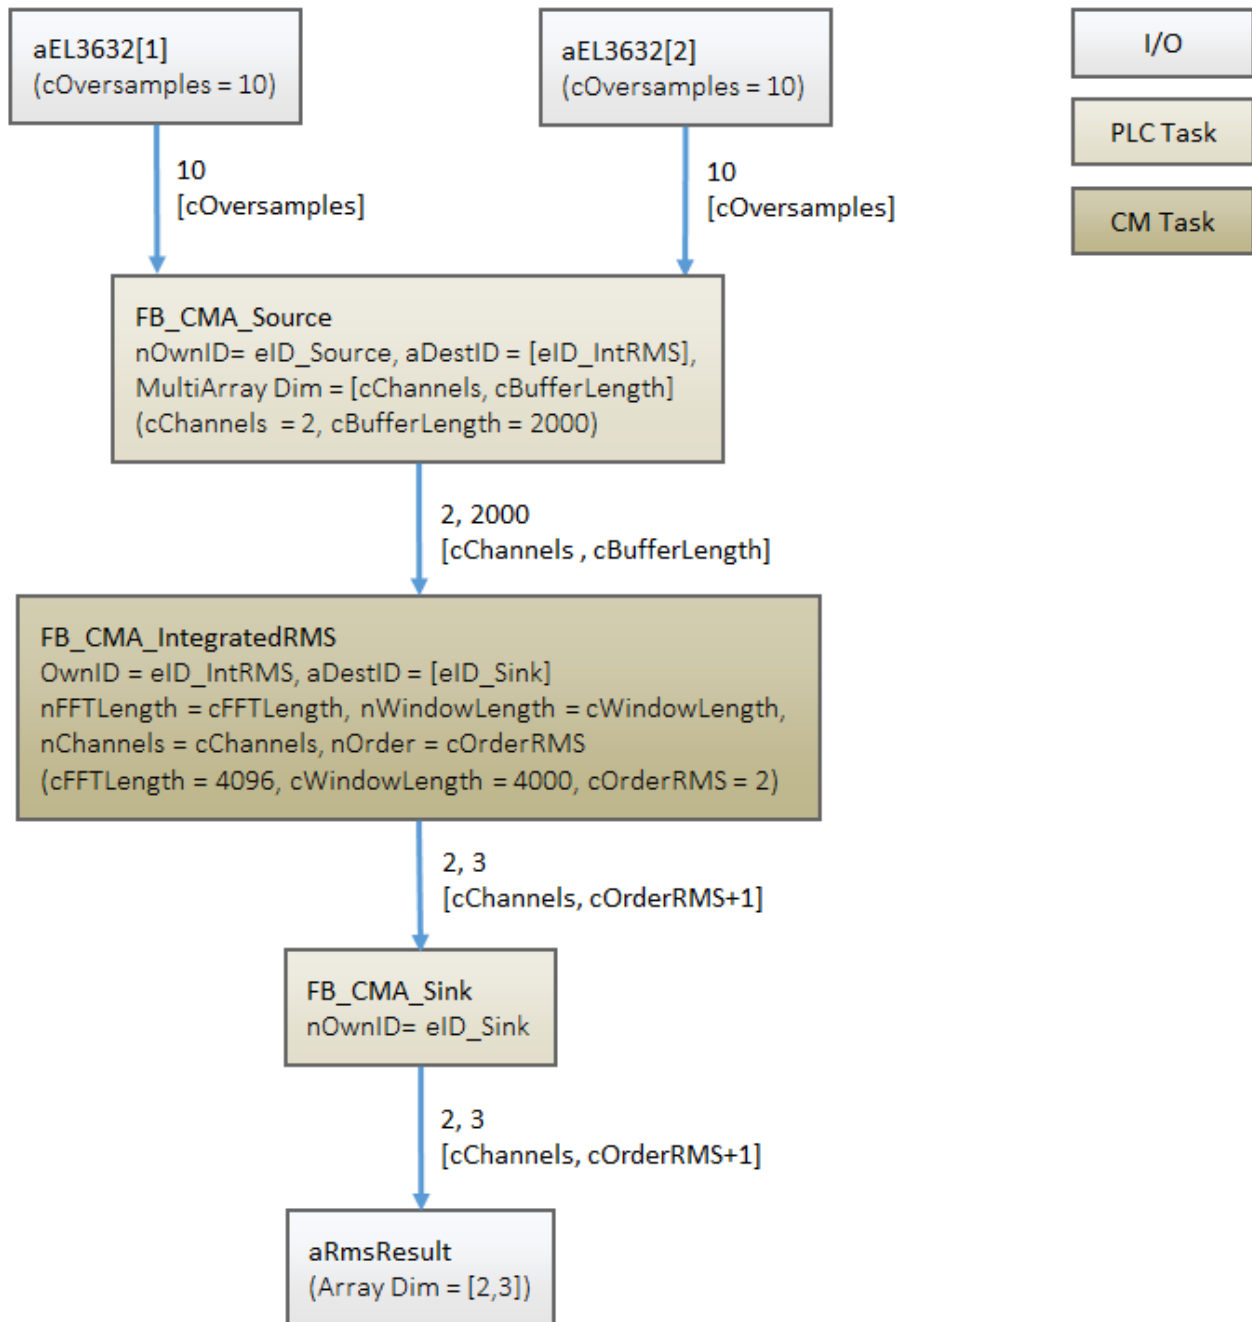 aEL3632[1]
(cOversamples = 10)
aEL3632[2]
(cOversamples = 10)
I/O
PLC Task
CM Task
10
[cOversamples]
10
[cOversamples]
FB_CMA_Source
nOwnID= eID_Source, aDestID = [eID_IntRMS],
MultiArray Dim = [cChannels, cBufferLength]
(cChannels = 2, cBufferLength = 2000)
2, 2000
[cChannels , cBufferLength]
FB_CMA_IntegratedRMS
OwnID = eID_IntRMS, aDestID = [eID_Sink]
nFFTLength = cFFTLength, nWindowLength = cWindowLength,
nChannels = cChannels, nOrder = cOrderRMS
(cFFTLength = 4096, cWindowLength = 4000, cOrderRMS = 2)
2, 3
[cChannels, cOrderRMS+1]
FB_CMA_Sink
nOwnID= eID_Sink
2, 3
[cChannels, cOrderRMS+1]
aRmsResult
(Array Dim = [2,3])